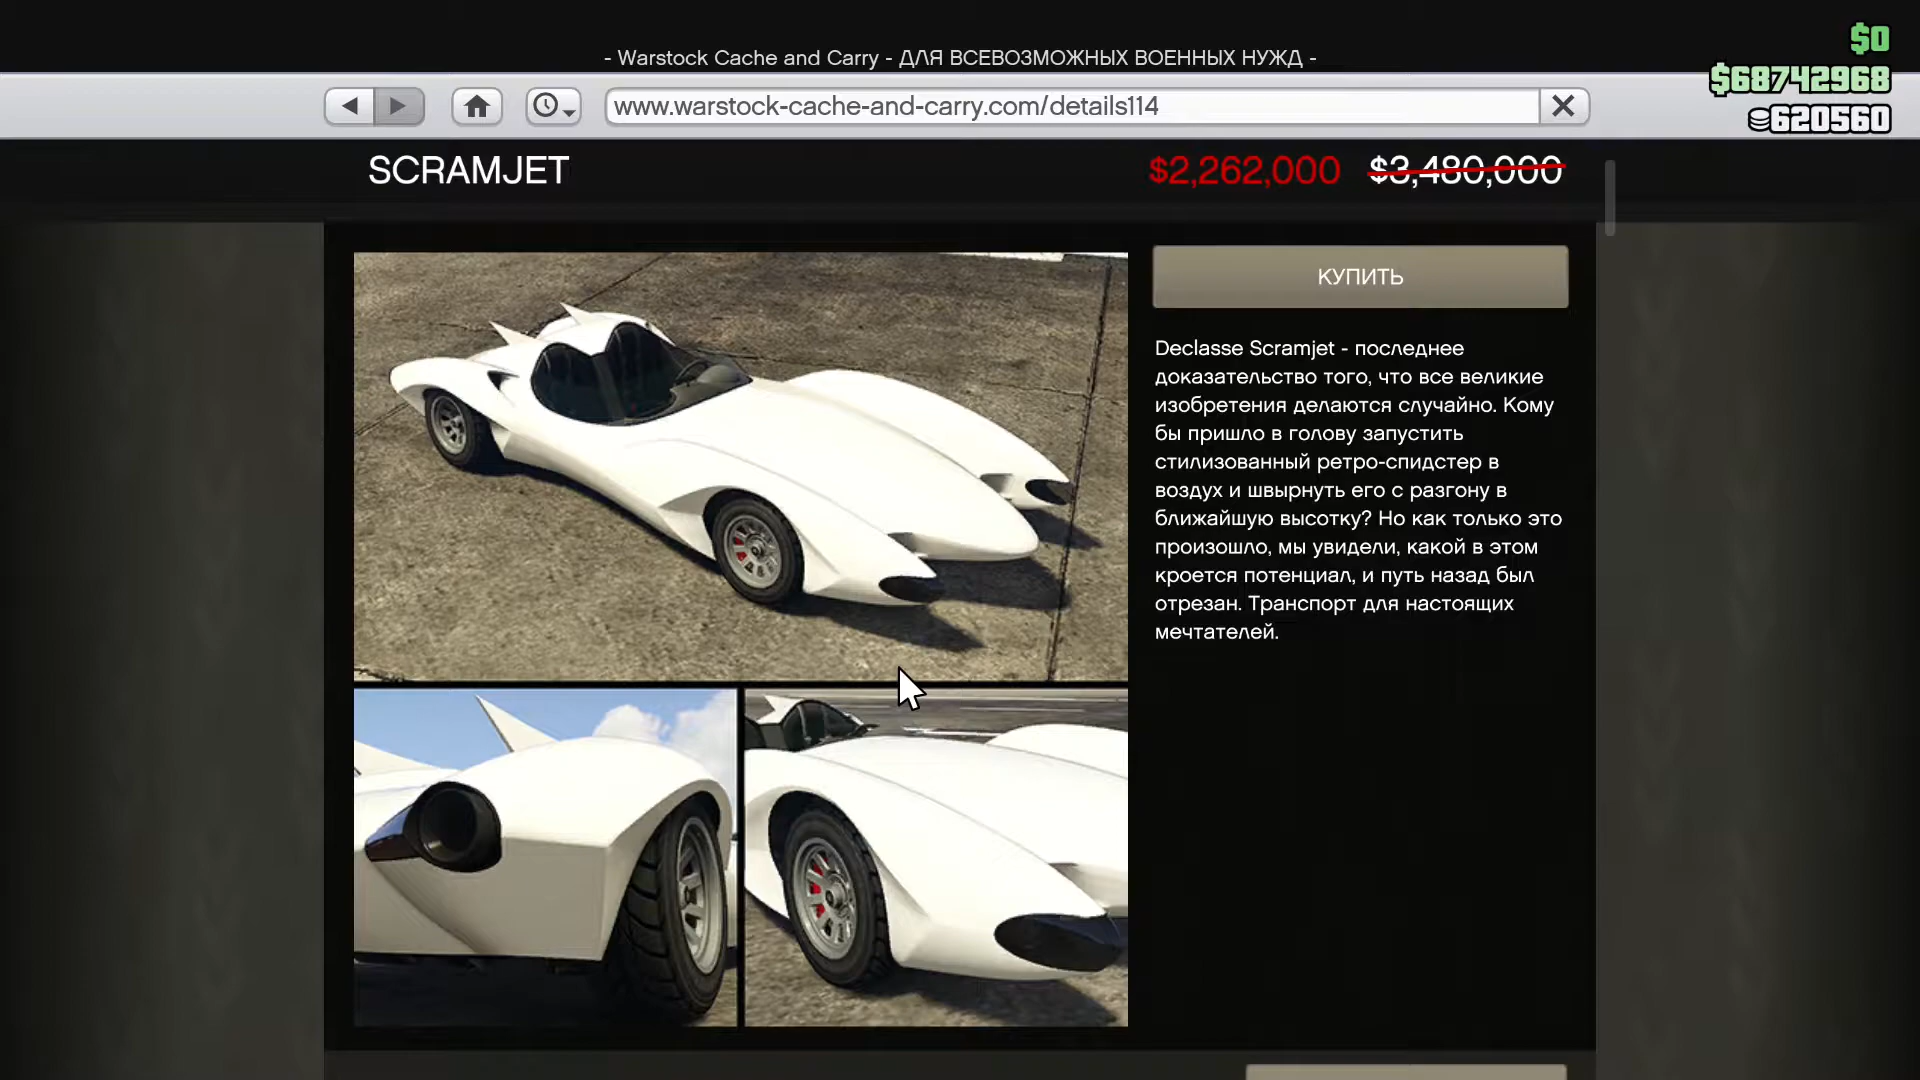 - Warstock Cache and Carry - ДЛЯ ВСЕВОЗМОЖНЫХ ВОЕННЫХ НУЖД -
$0
$68742968
620560
www.warstock-cache-and-carry.com/details114
SCRAMJET
$2,262,000 $3,480,000
КУПИТЬ
Declasse Scramjet - последнее
доказательство того, что все великие
изобретения делаются случайно. Кому
бы пришло в голову запустить
стилизованный ретро-спидстер в
воздух и швырнуть его с разгону в
ближайшую высотку? Но как только это
произошло, мы увидели, какой в этом
кроется потенциал, и путь назад был
отрезан. Транспорт для настоящих
мечтателей.